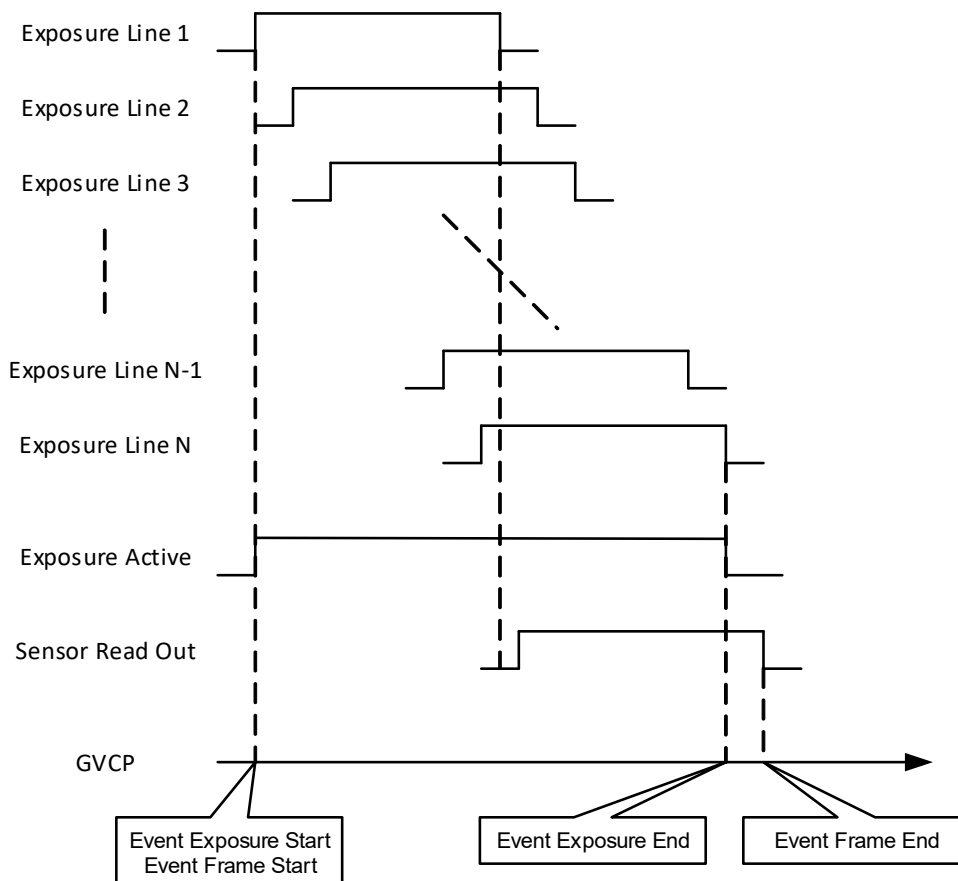 Exposure Line 1
Exposure Line 2
Exposure Line 3
Exposure Line N-1
Exposure Line N
Exposure Active
Sensor Read Out
GVCP
Event Exposure Start
Event Frame Start
Event Exposure End
Event Frame End